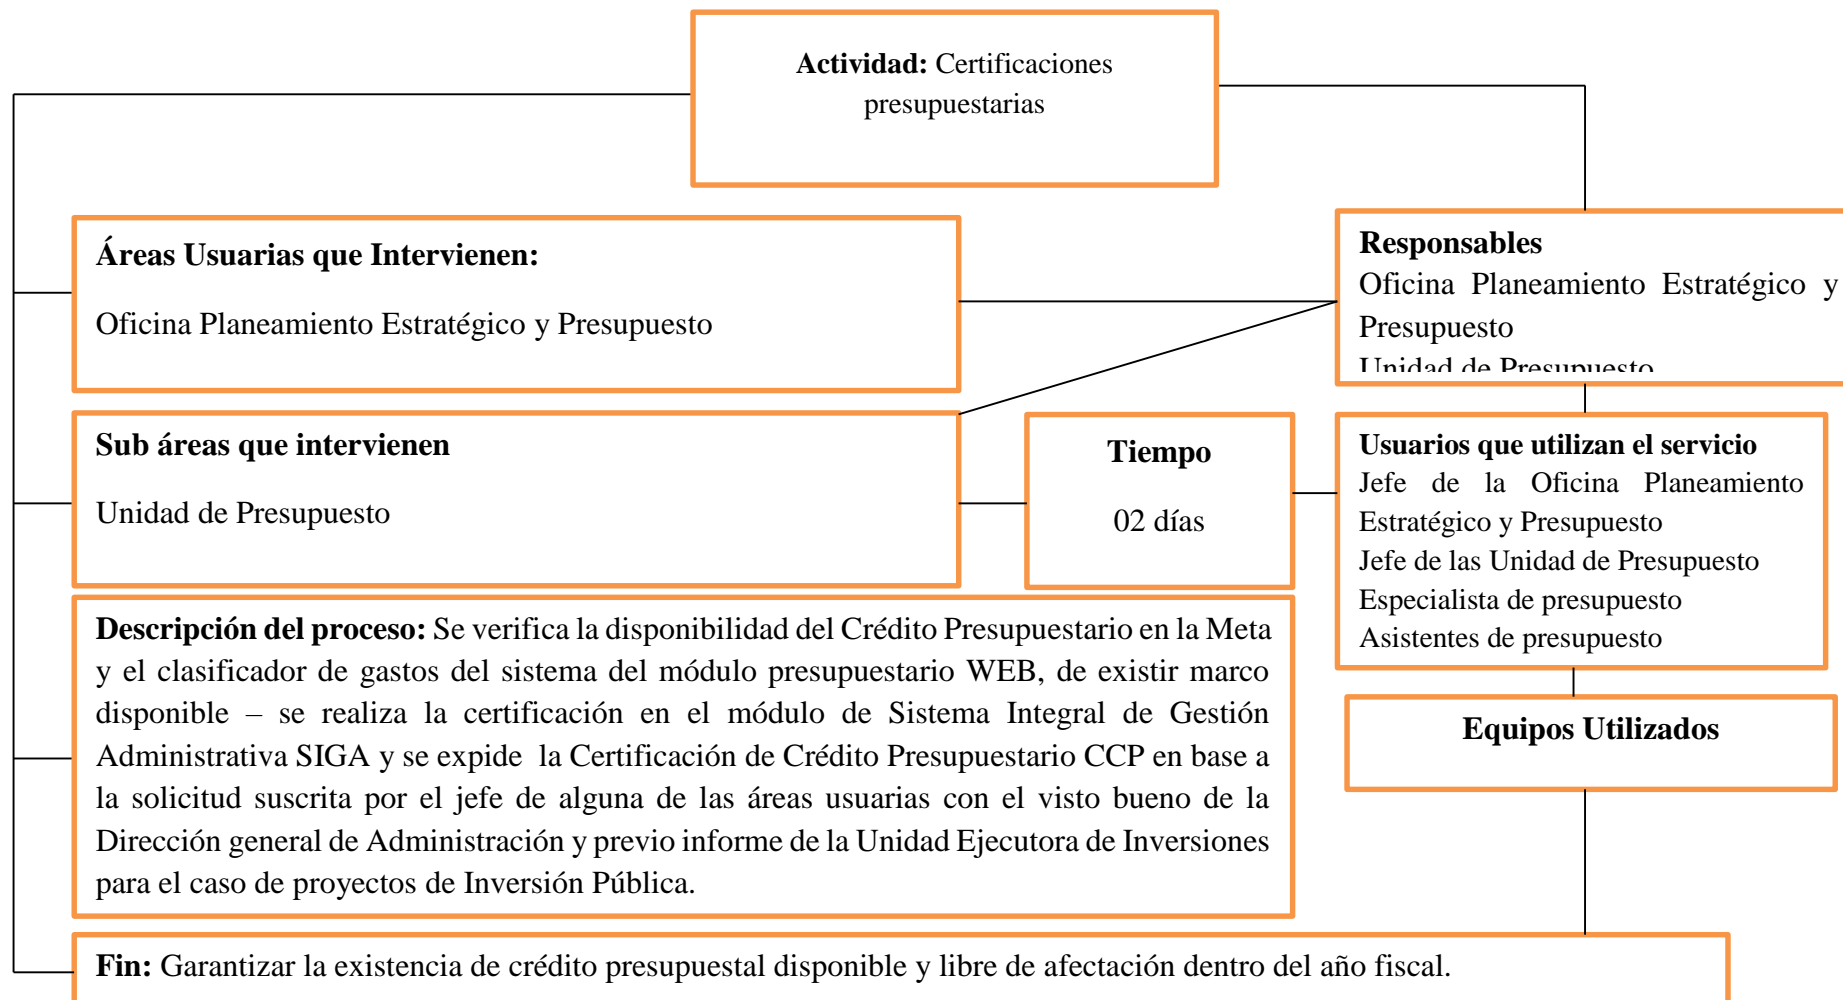 Actividad: Certificaciones
presupuestarias
Áreas Usuarias que Intervienen:
Oficina Planeamiento Estratégico y Presupuesto
Responsables
Oficina Planeamiento Estratégico y
Presupuesto
Unidad de Presupuesto
Sub áreas que intervienen
Unidad de Presupuesto
Tiempo
02 días
Usuarios que utilizan el servicio
Jefe de la Oficina Planeamiento
Estratégico y Presupuesto
Jefe de las Unidad de Presupuesto
Especialista de presupuesto
Asistentes de presupuesto
Descripción del proceso: Se verifica la disponibilidad del Crédito Presupuestario en la Meta
y el clasificador de gastos del sistema del módulo presupuestario WEB, de existir marco
disponible – se realiza la certificación en el módulo de Sistema Integral de Gestión
Administrativa SIGA y se expide la Certificación de Crédito Presupuestario CCP en base a
la solicitud suscrita por el jefe de alguna de las áreas usuarias con el visto bueno de la
Dirección general de Administración y previo informe de la Unidad Ejecutora de Inversiones
para el caso de proyectos de Inversión Pública.
Equipos Utilizados
Fin: Garantizar la existencia de crédito presupuestal disponible y libre de afectación dentro del año fiscal.